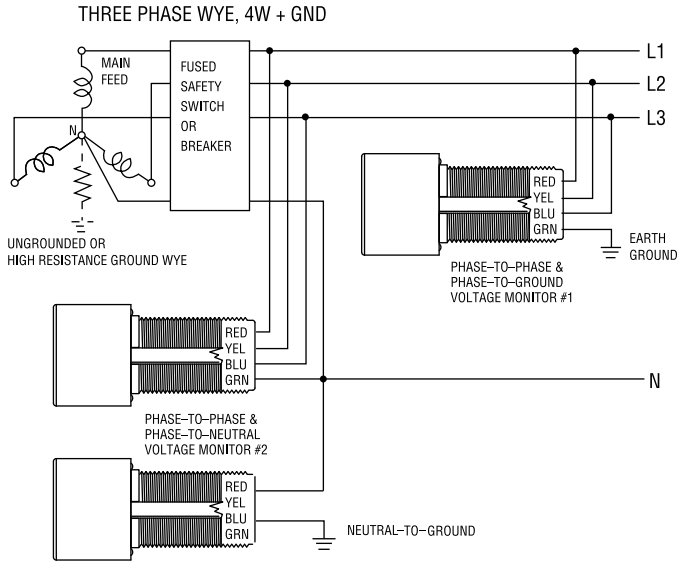 THREE PHASE WYE, 4W + GND
MAIN
FEED
FUSED
SAFETY
SWITCH
OR
BREAKER
L1
L2
L3
N
UNGROUNDED OR
HIGH RESISTANCE GROUND WYE
RED
YEL
BLU
GRN
EARTH
GROUND
PHASE–TO–PHASE &
PHASE–TO–GROUND
VOLTAGE MONITOR #1
RED
YEL
BLU
GRN
N
PHASE–TO–PHASE &
PHASE–TO–NEUTRAL
VOLTAGE MONITOR #2
RED
YEL
BLU
GRN
NEUTRAL–TO–GROUND